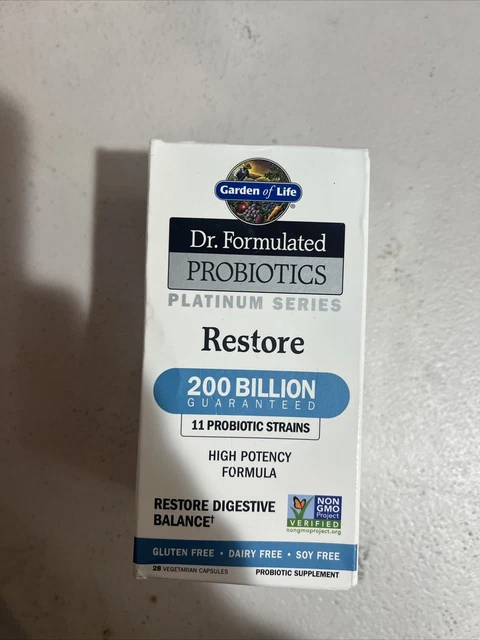 Garden of Life®
Dr. Formulated
PROBIOTICS
PLATINUM SERIES
Restore
200 BILLION
GUARANTEED
11 PROBIOTIC STRAINS
HIGH POTENCY
FORMULA
RESTORE DIGESTIVE
BALANCE†
NON
GMO
Project
VERIFIED
nongmoproject.org
GLUTEN FREE • DAIRY FREE • SOY FREE
28 VEGETARIAN CAPSULES PROBIOTIC SUPPLEMENT